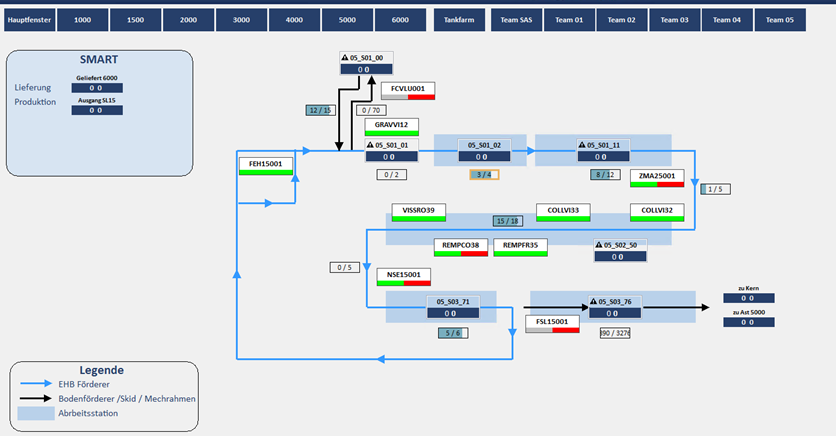 Hauptfenster 1000 1500 2000 3000 4000 5000 6000 Tankfarm Team SAS Team 01 Team 02 Team 03 Team 04 Team 05
SMART
Geliefert 6000
Lieferung 0 0
Ausgang SL15
Produktion 0 0
05_S01_00
0 0
FCVLU001
12 / 15
0 / 70
GRAVVI12
FEH15001
05_S01_01
0 0
0 / 2
05_S01_02
0 0
3 / 4
05_S01_11
0 0
8 / 12
ZMA25001
1 / 5
VISSRO39
15 / 18
COLLVI33
COLLVI32
REMPCO38
REMPFR35
05_S02_50
0 0
0 / 5
NSE15001
05_S03_71
0 0
5 / 6
05_S03_76
0 0
FSL15001
zu Kern
0 0
zu Ast 5000
0 0
Legende
EHB Förderer
Bodenförderer /Skid / Mechrahmen
Abrbeitsstation